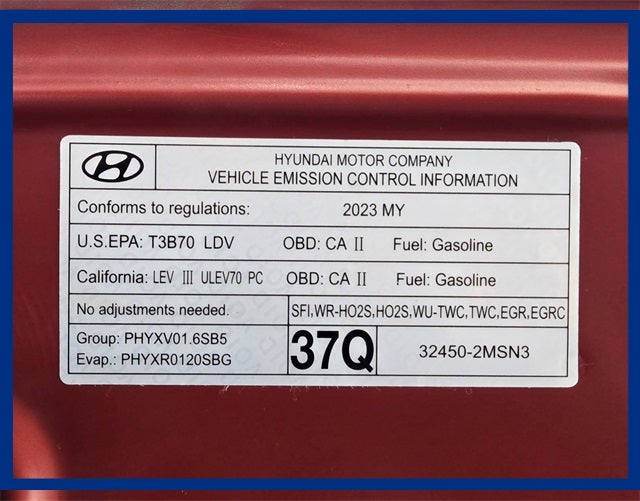 HYUNDAI MOTOR COMPANY
VEHICLE EMISSION CONTROL INFORMATION
Conforms to regulations: 2023 MY
U.S.EPA: T3B70 LDV OBD: CA II Fuel: Gasoline
California: LEV III ULEV70 PC OBD: CA II Fuel: Gasoline
No adjustments needed. SFI,WR-HO2S,HO2S,WU-TWC,TWC,EGR,EGRC
Group: PHYXV01.6SB5
Evap.: PHYXR0120SBG
37Q
32450-2MSN3